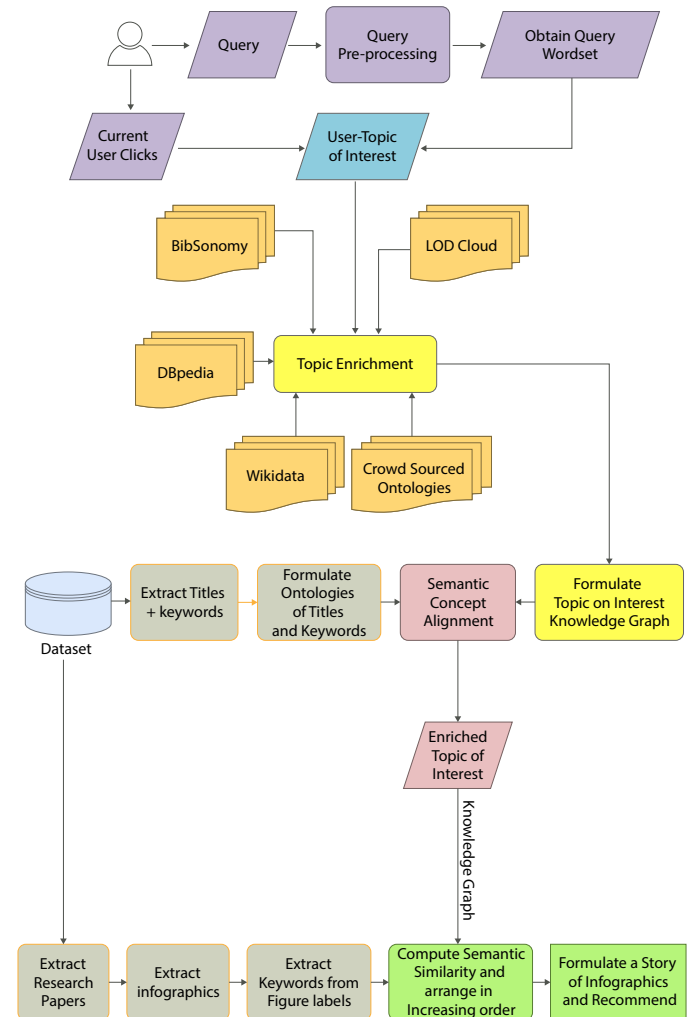 Query
Query
Pre-processing
Obtain Query
Wordset
Current
User Clicks
User-Topic
of Interest
BibSonomy
LOD Cloud
DBpedia
Topic Enrichment
Wikidata
Crowd Sourced
Ontologies
Dataset
Extract Titles
+ keywords
Formulate
Ontologies
of Titles
and Keywords
Semantic
Concept
Alignment
Formulate
Topic on Interest
Knowledge Graph
Enriched
Topic of
Interest
Knowledge Graph
Extract
Research
Papers
Extract
infographics
Extract
Keywords from
Figure labels
Compute Semantic
Similarity and
arrange in
Increasing order
Formulate a Story
of Infographics
and Recommend